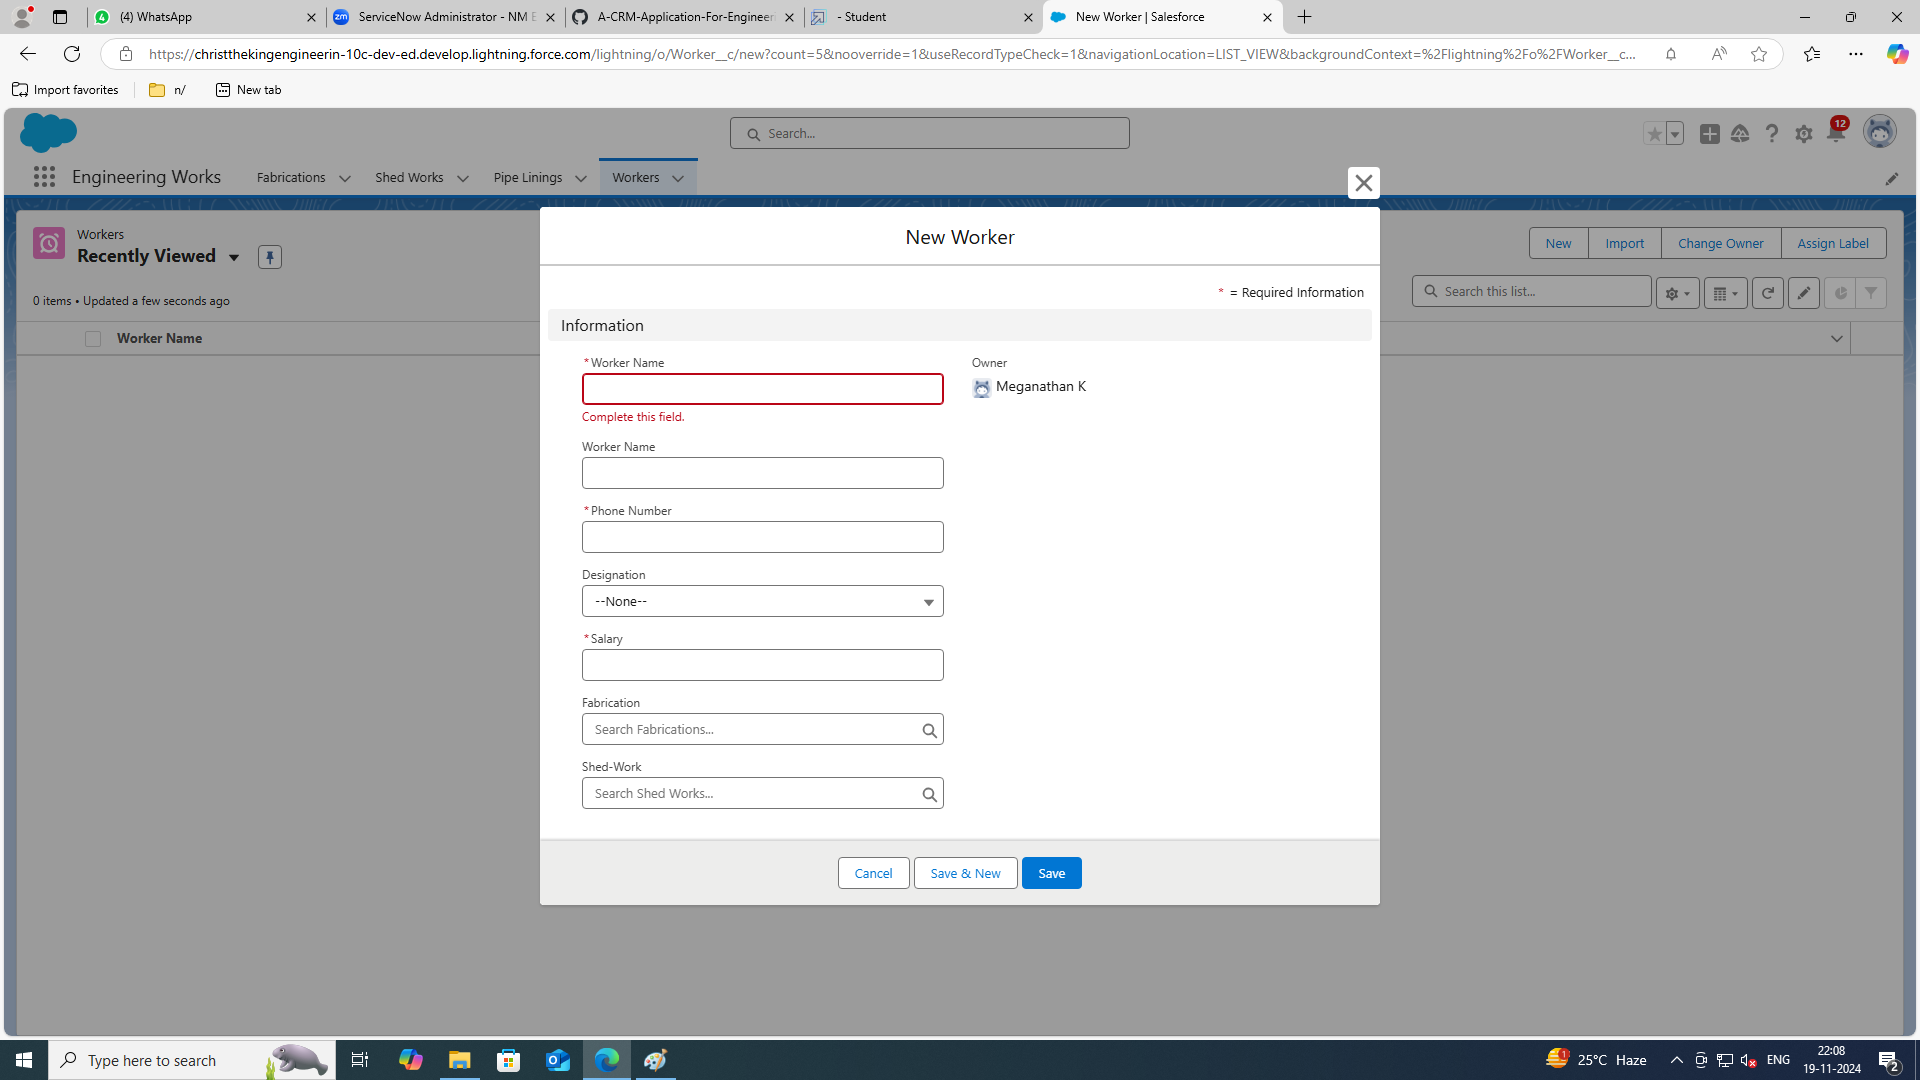 (4) WhatsApp
ServiceNow Administrator - NM E
A-CRM-Application-For-Engineeri
- Student
New Worker | Salesforce
https://christthekingengineerin-10c-dev-ed.develop.lightning.force.com/lightning/o/Worker__c/new?count=5&nooverride=1&useRecordTypeCheck=1&navigationLocation=LIST_VIEW&backgroundContext=%2Flightning%2Fo%2FWorker__c...
Import favorites
n/
New tab
Search...
12
Engineering Works
Fabrications
Shed Works
Pipe Linings
Workers
Workers
Recently Viewed
New
Import
Change Owner
Assign Label
0 items • Updated a few seconds ago
Search this list...
Worker Name
New Worker
* = Required Information
Information
*Worker Name
Complete this field.
Owner
Meganathan K
Worker Name
*Phone Number
Designation
--None--
*Salary
Fabrication
Search Fabrications...
Shed-Work
Search Shed Works...
Cancel
Save & New
Save
Type here to search
1
25°C Haze
ENG
22:08
19-11-2024
2